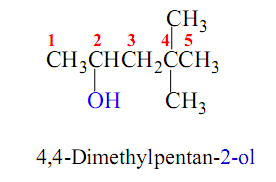 CH₃
1 2 3 4 5
CH₃CHCH₂CCH₃
OH CH₃
4,4-Dimethylpentan-2-ol